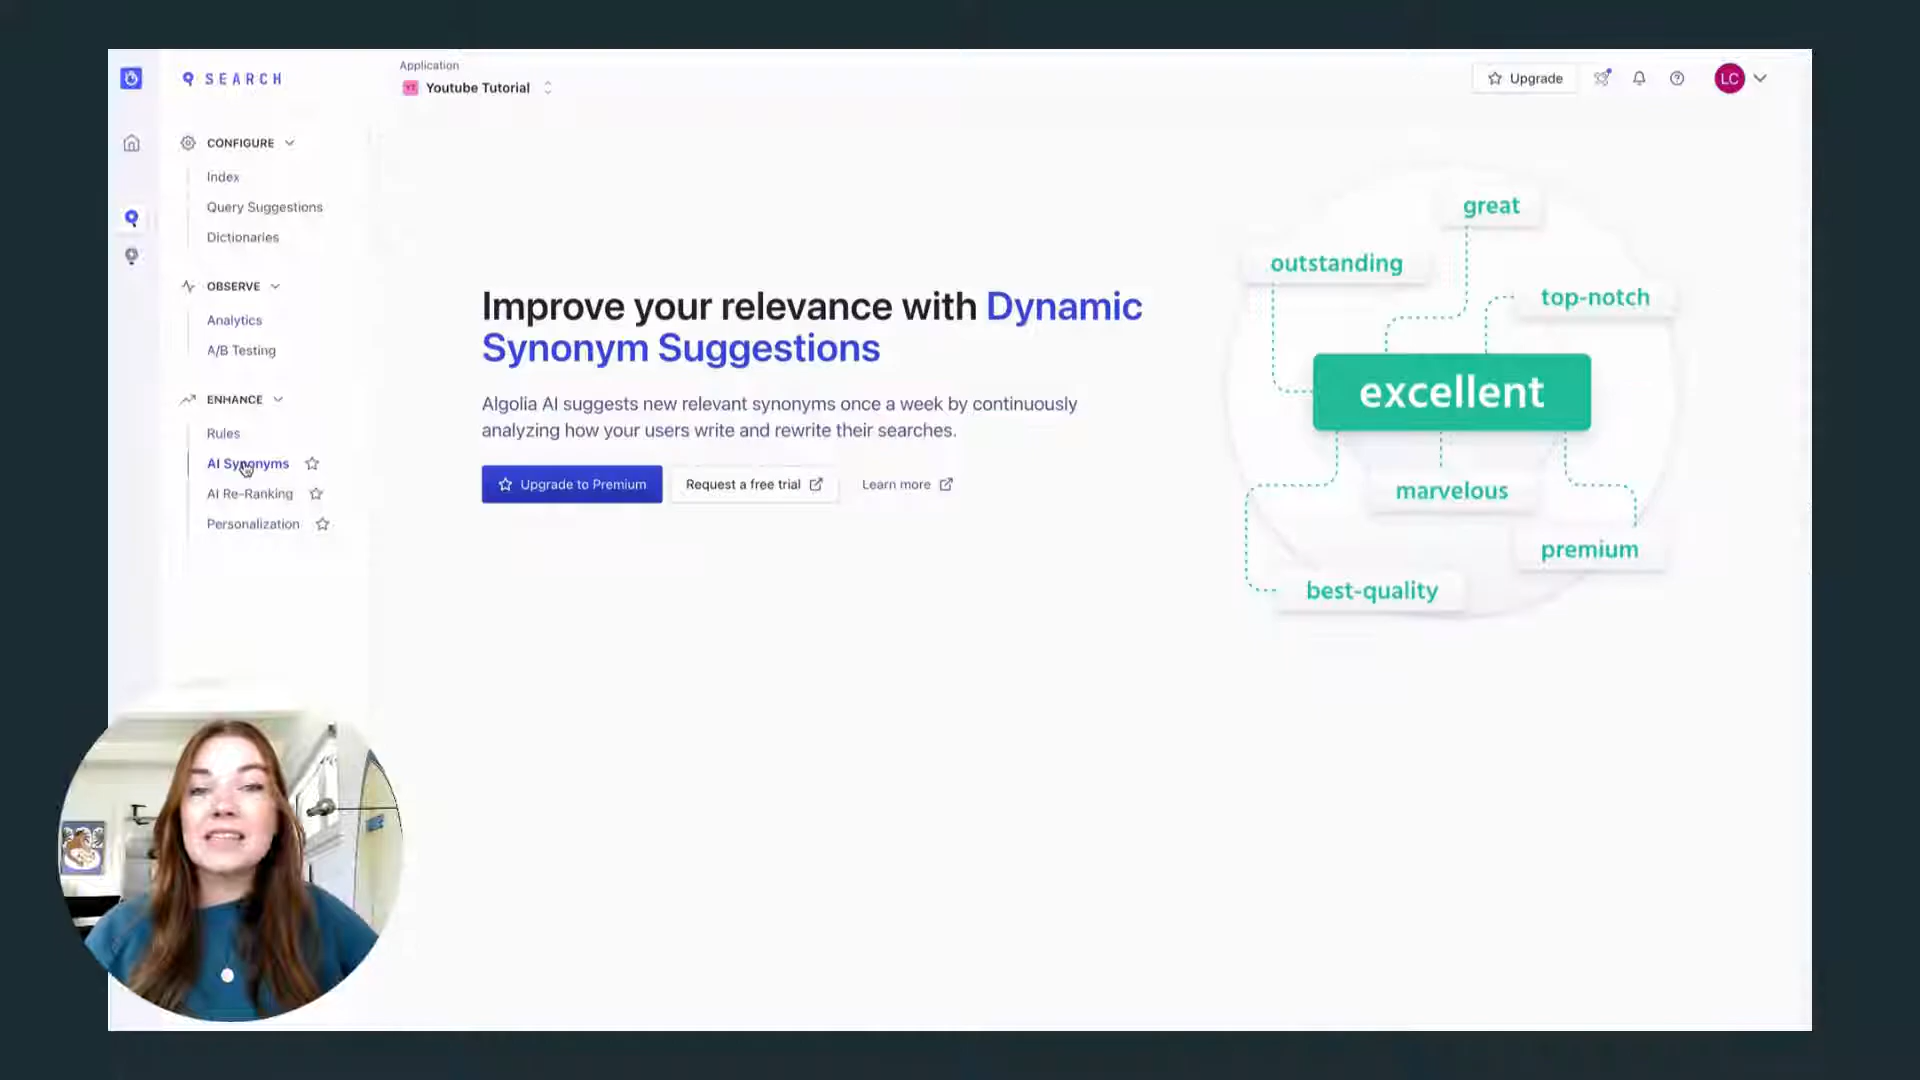 SEARCH
Application
YT Youtube Tutorial
Upgrade
LC
CONFIGURE
Index
Query Suggestions
Dictionaries
OBSERVE
Analytics
A/B Testing
ENHANCE
Rules
AI Synonyms
AI Re-Ranking
Personalization
Improve your relevance with Dynamic
Synonym Suggestions
Algolia AI suggests new relevant synonyms once a week by continuously
analyzing how your users write and rewrite their searches.
Upgrade to Premium
Request a free trial
Learn more
great
outstanding
top-notch
excellent
marvelous
premium
best-quality